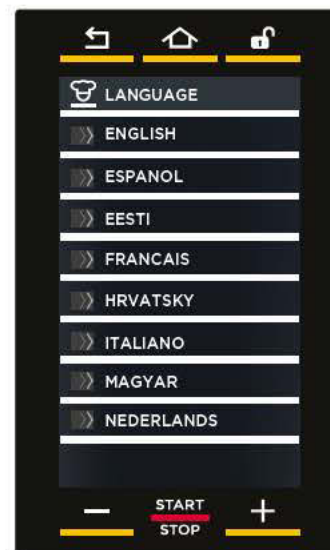 LANGUAGE
ENGLISH
ESPANOL
EESTI
FRANCAIS
HRVATSKY
ITALIANO
MAGYAR
NEDERLANDS
START
STOP